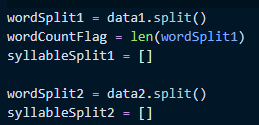 wordSplit1 = data1.split()
wordCountFlag = len(wordSplit1)
syllableSplit1 = []
wordSplit2 = data2.split()
syllableSplit2 = []